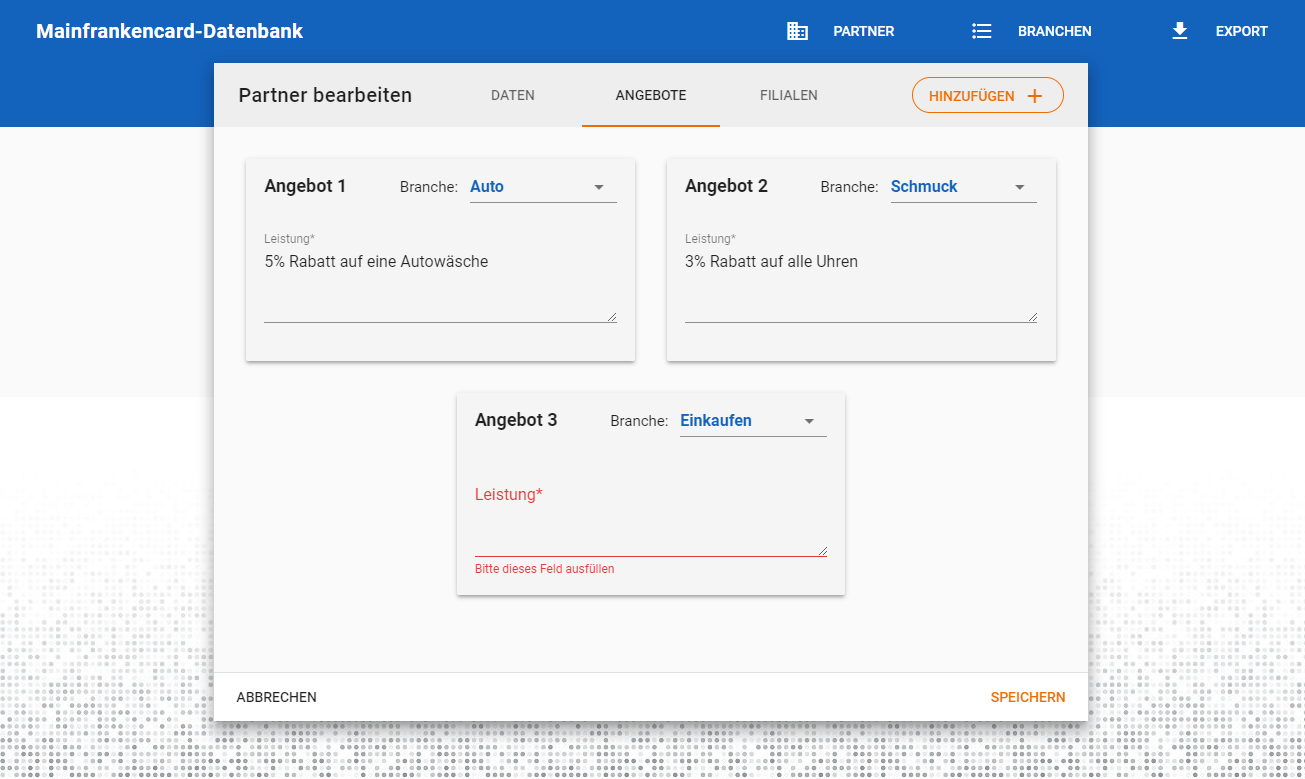 Mainfrankencard-Datenbank PARTNER BRANCHEN EXPORT
Partner bearbeiten DATEN ANGEBOTE FILIALEN HINZUFÜGEN
Angebot 1 Branche: Auto
Leistung*
5% Rabatt auf eine Autowäsche
Angebot 2 Branche: Schmuck
Leistung*
3% Rabatt auf alle Uhren
Angebot 3 Branche: Einkaufen
Leistung*
Bitte dieses Feld ausfüllen
ABBRECHEN SPEICHERN